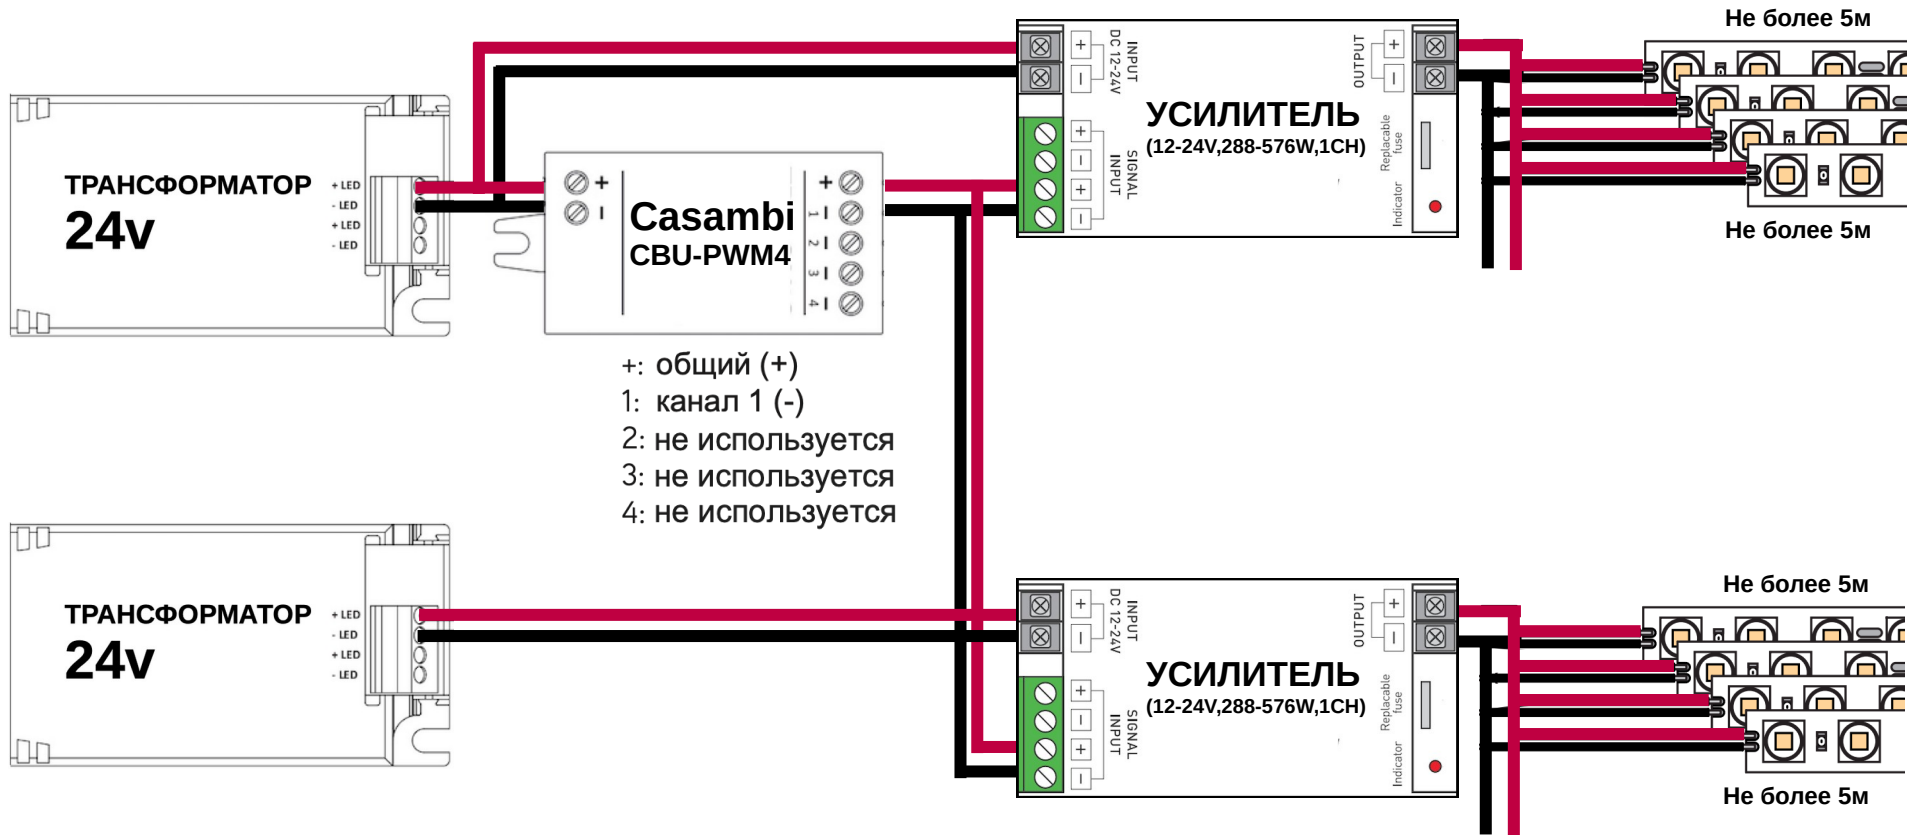 Не более 5м
ТРАНСФОРМАТОР
24v
+ LED
- LED
+ LED
- LED
+
−
Casambi
CBU-PWM4
+
1 −
2 −
3 −
4 −
+
−
INPUT
DC 12-24V
+
−
+
−
SIGNAL
INPUT
УСИЛИТЕЛЬ
(12-24V,288-576W,1CH)
OUTPUT
+
−
Replacable
fuse
Indicator
Не более 5м
+: общий (+)
1: канал 1 (-)
2: не используется
3: не используется
4: не используется
ТРАНСФОРМАТОР
24v
+ LED
- LED
+ LED
- LED
+
−
INPUT
DC 12-24V
+
−
+
−
SIGNAL
INPUT
УСИЛИТЕЛЬ
(12-24V,288-576W,1CH)
OUTPUT
+
−
Replacable
fuse
Indicator
Не более 5м
Не более 5м